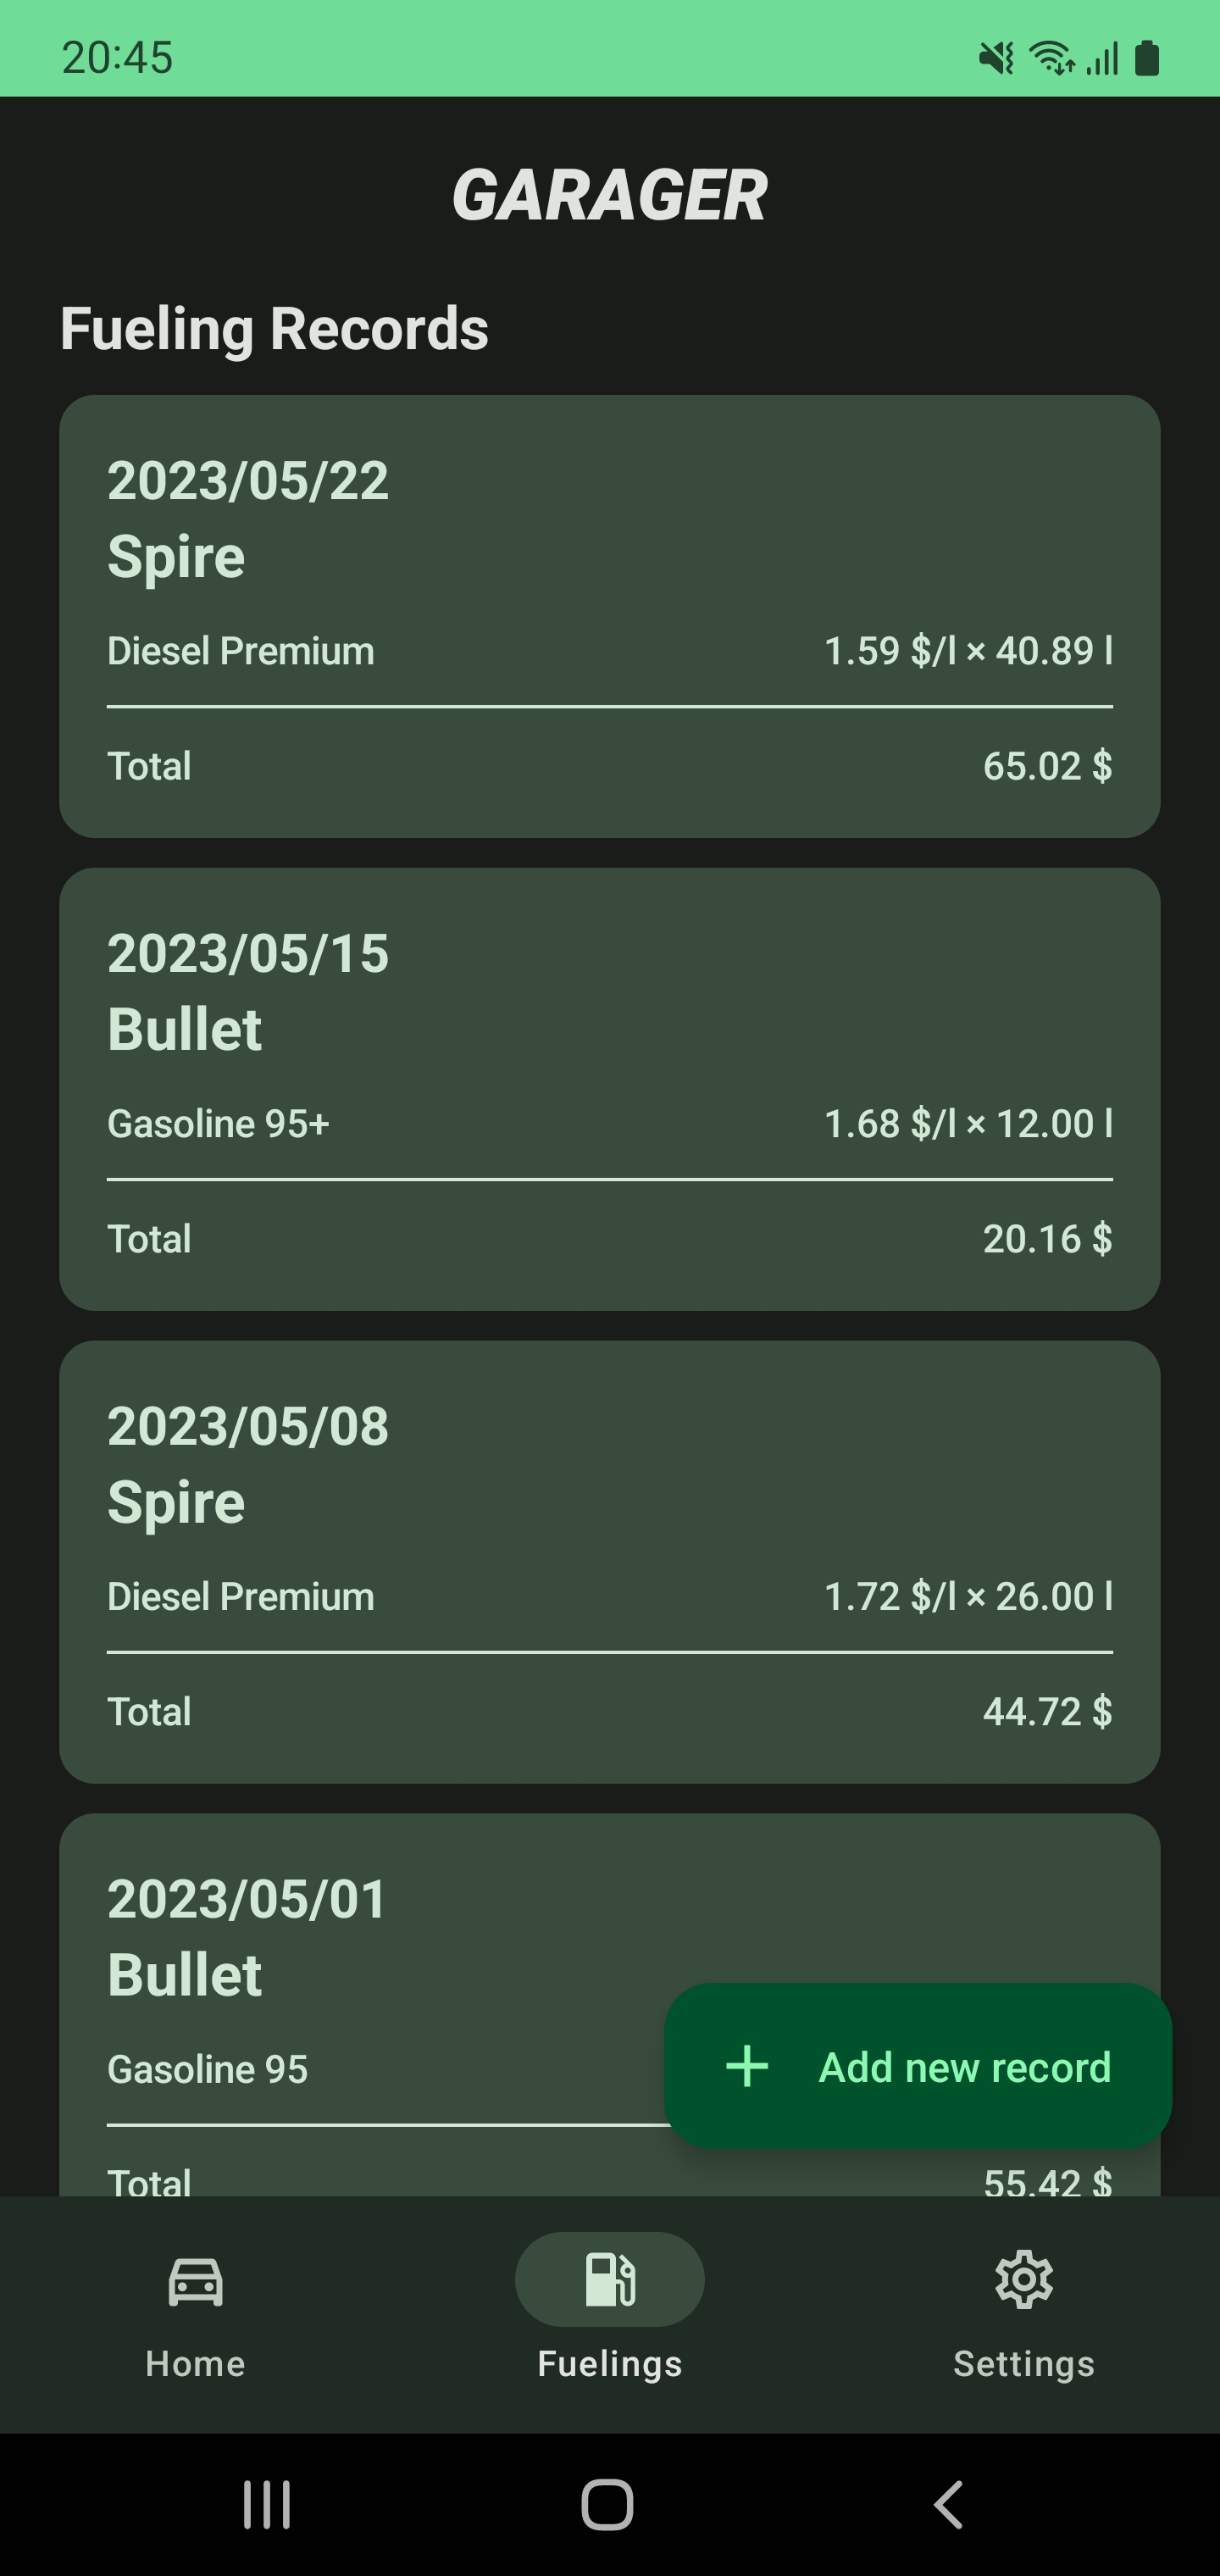 20:45
GARAGER
Fueling Records
2023/05/22
Spire
Diesel Premium 1.59 $/l × 40.89 l
Total 65.02 $
2023/05/15
Bullet
Gasoline 95+ 1.68 $/l × 12.00 l
Total 20.16 $
2023/05/08
Spire
Diesel Premium 1.72 $/l × 26.00 l
Total 44.72 $
2023/05/01
Bullet
Gasoline 95
+ Add new record
Total 55.42 $
Home Fuelings Settings